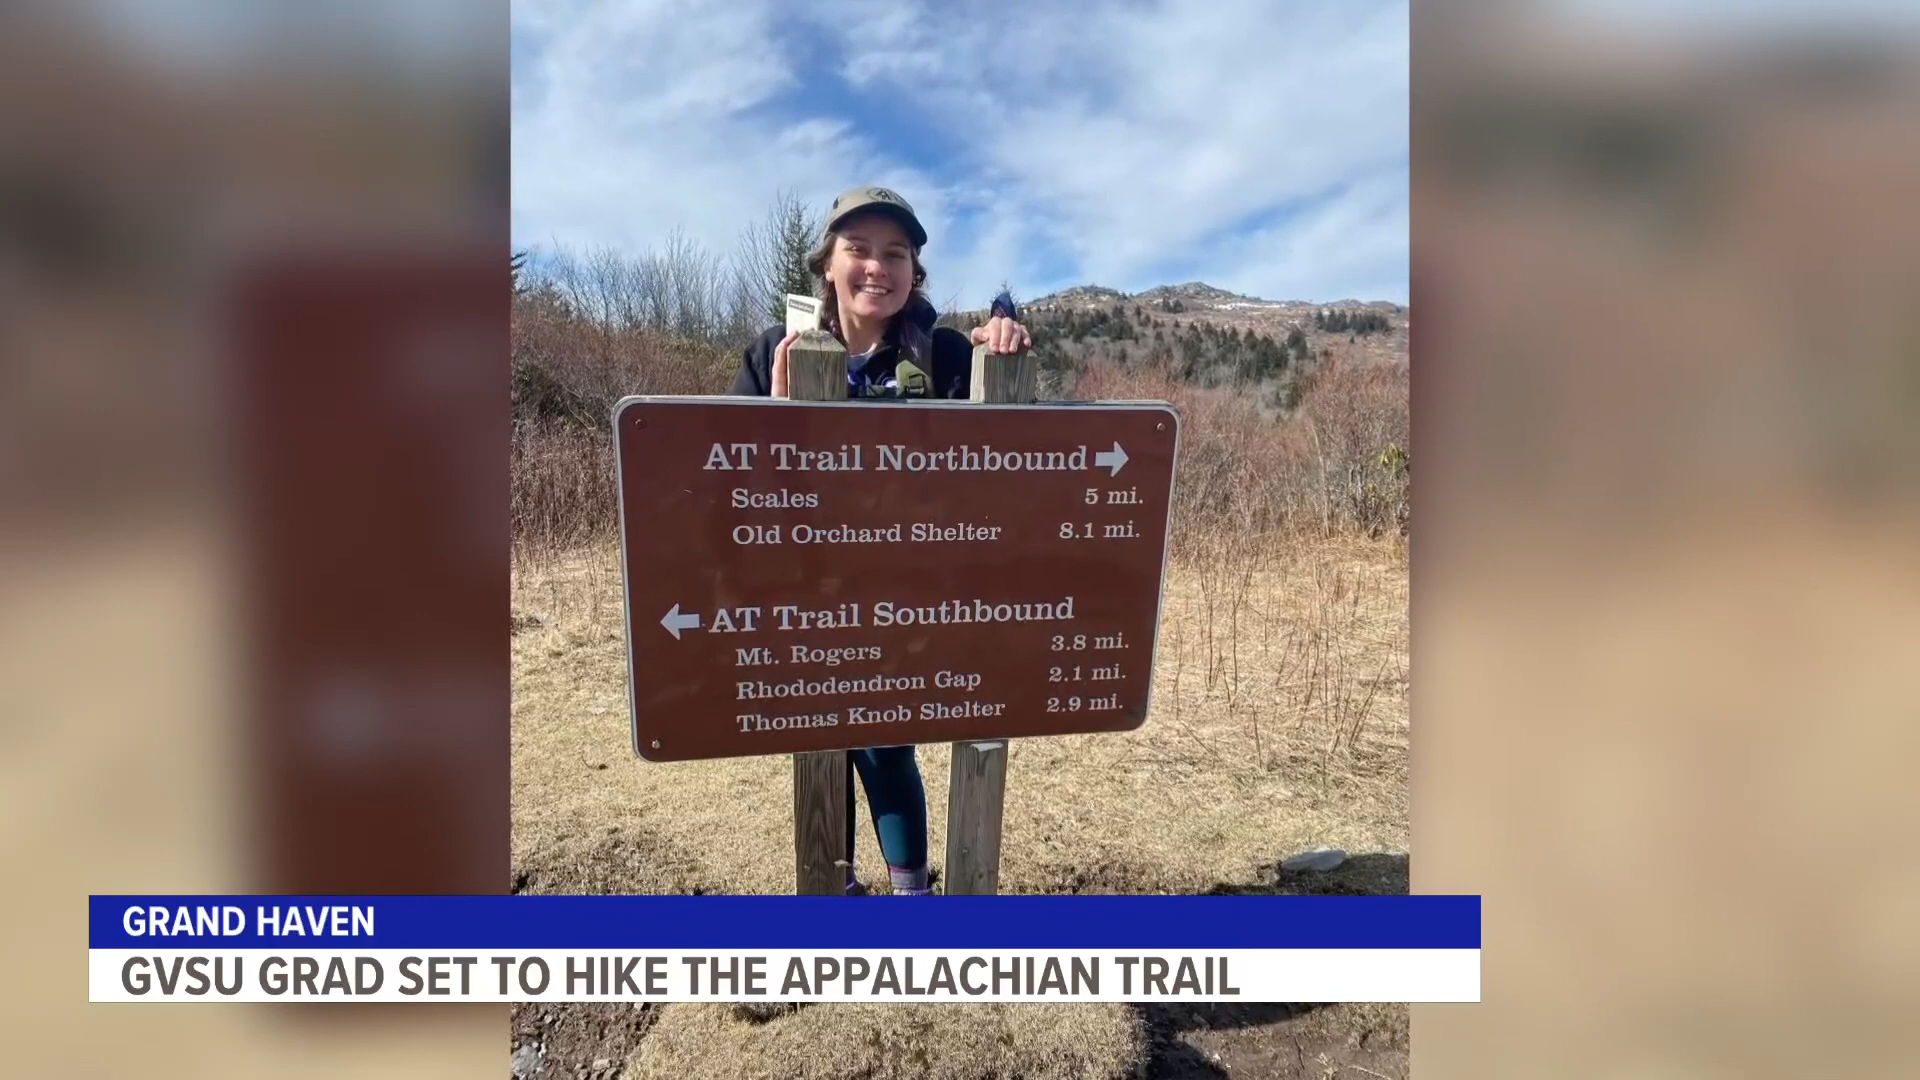 AT Trail Northbound
Scales 5 mi.
Old Orchard Shelter 8.1 mi.
AT Trail Southbound
Mt. Rogers 3.8 mi.
Rhododendron Gap 2.1 mi.
Thomas Knob Shelter 2.9 mi.
GRAND HAVEN
GVSU GRAD SET TO HIKE THE APPALACHIAN TRAIL